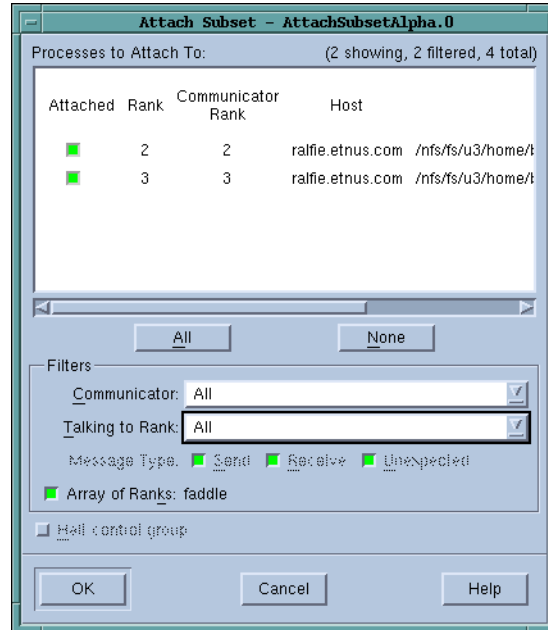 Attach Subset - AttachSubsetAlpha.0
Processes to Attach To: (2 showing, 2 filtered, 4 total)
Attached Rank Communicator Rank Host
2 2 ralfie.etnus.com /nfs/fs/u3/home/b
3 3 ralfie.etnus.com /nfs/fs/u3/home/b
All None
Filters
Communicator: All
Talking to Rank: All
Message Type: Send Receive Unexpected
Array of Ranks: faddle
Halt control group
OK Cancel Help